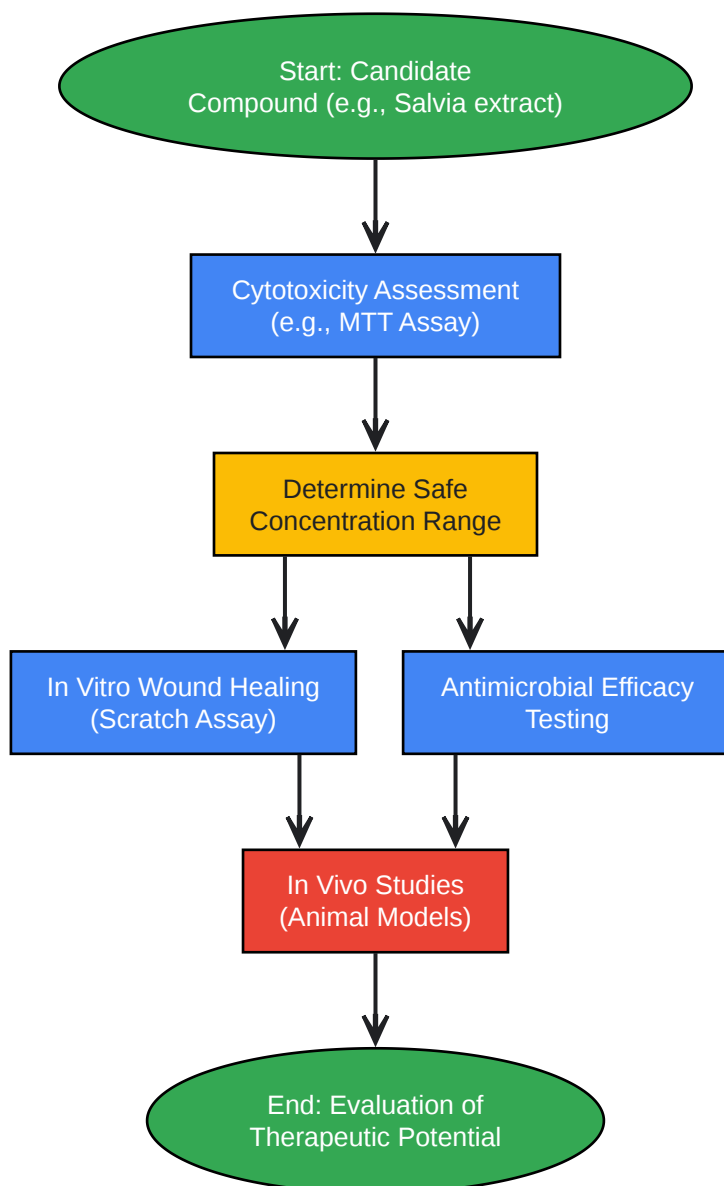 Start: Candidate
Compound (e.g., Salvia extract)
Cytotoxicity Assessment
(e.g., MTT Assay)
Determine Safe
Concentration Range
In Vitro Wound Healing
(Scratch Assay)
Antimicrobial Efficacy
Testing
In Vivo Studies
(Animal Models)
End: Evaluation of
Therapeutic Potential